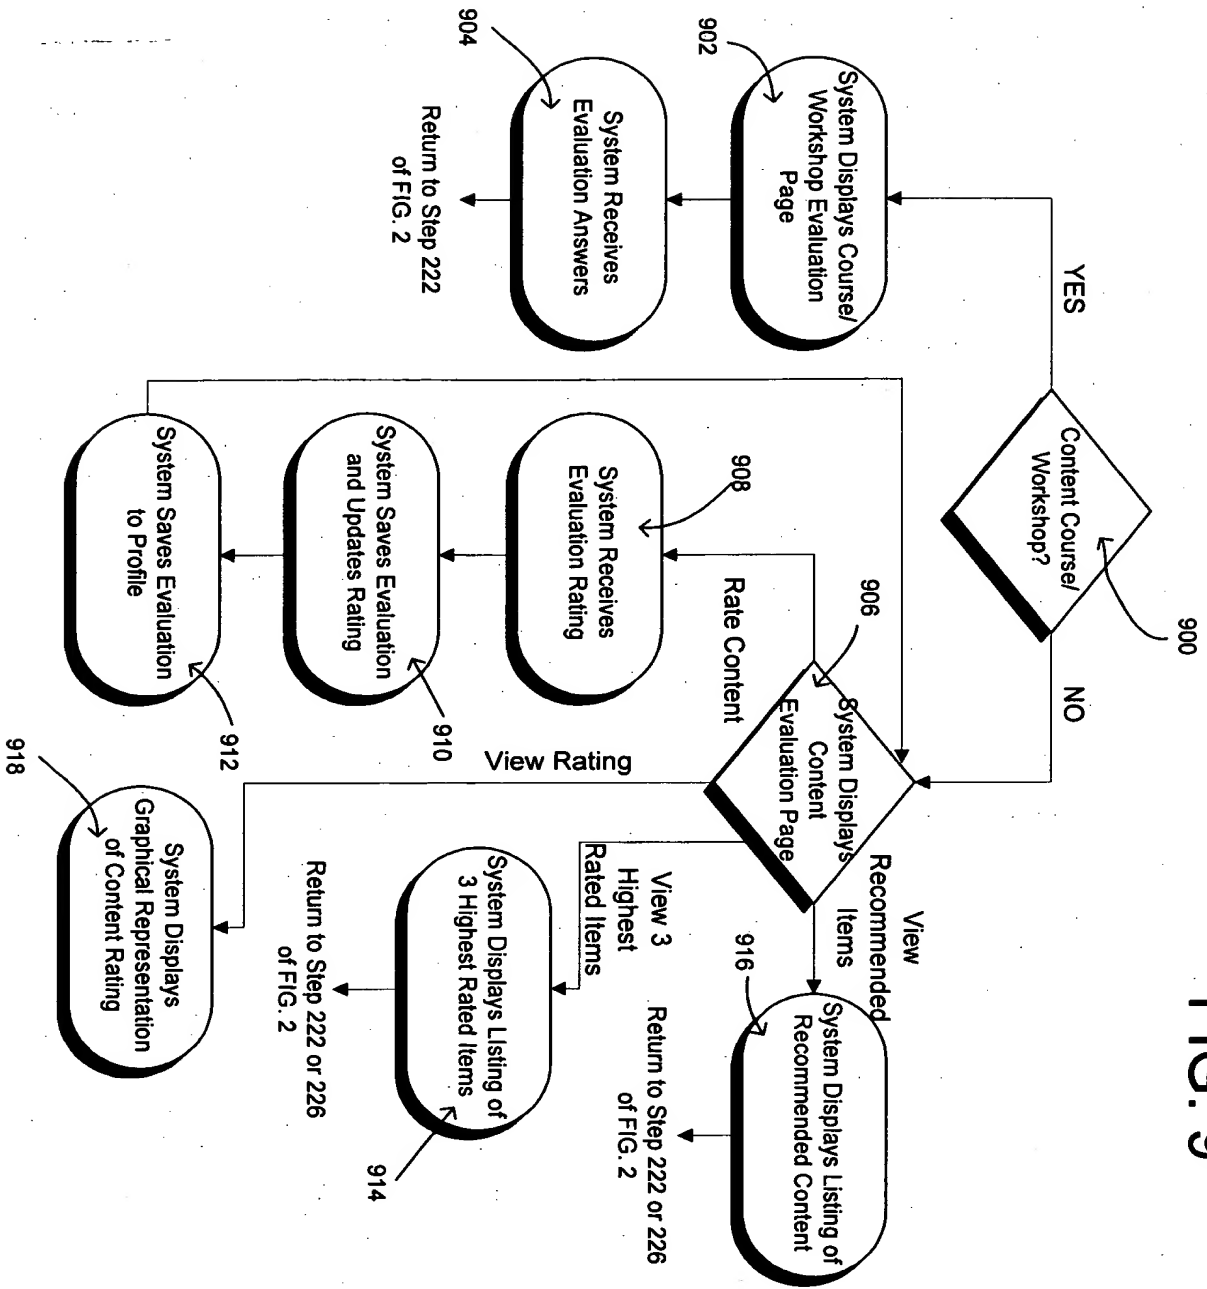 FIG. 9
900
Content Course/
Workshop?
YES
NO
902
System Displays Course/
Workshop Evaluation
Page
904
System Receives
Evaluation Answers
Return to Step 222
of FIG. 2
906
System Displays
Content
Evaluation Page
Rate Content
908
System Receives
Evaluation Rating
910
System Saves Evaluation
and Updates Rating
912
System Saves Evaluation
to Profile
View Rating
918
System Displays
Graphical Representation
of Content Rating
View 3
Highest
Rated Items
System Displays LIsting of
3 Highest Rated Items
914
Return to Step 222 or 226
of FIG. 2
View
Recommended
Items
916
System Displays Listing of
Recommended Content
Return to Step 222 or 226
of FIG. 2